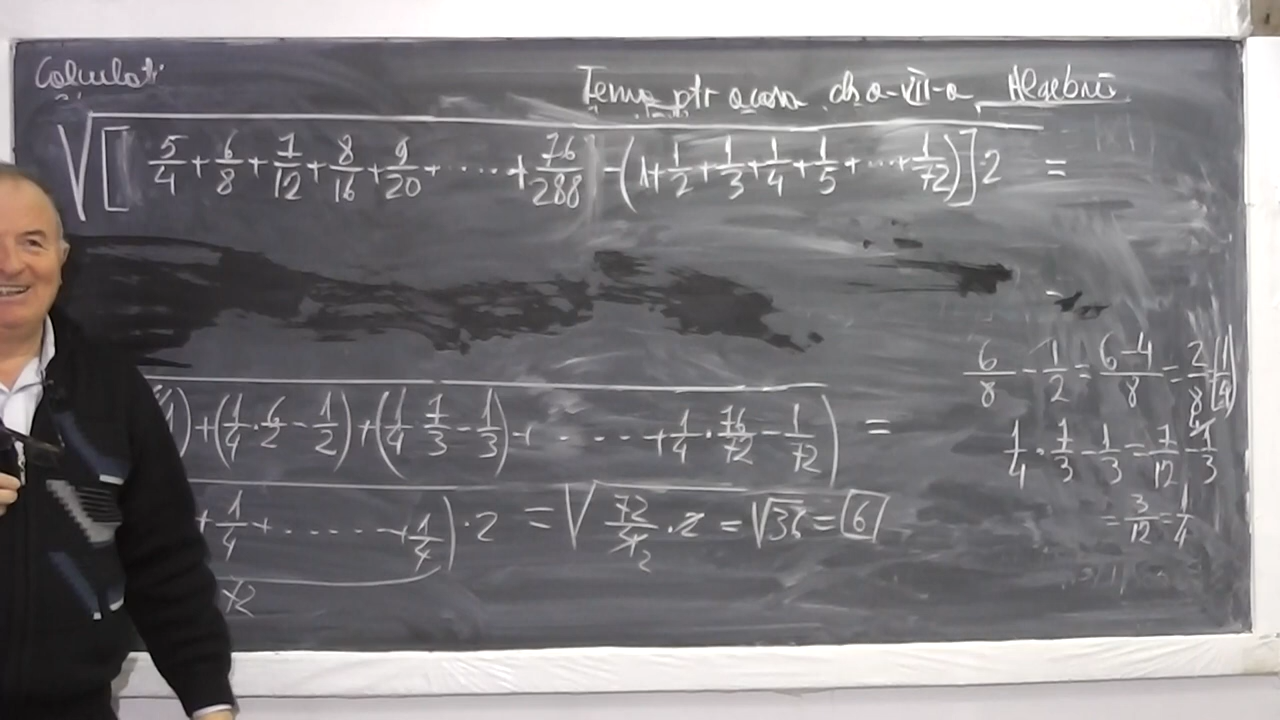 Calculati
Tema ptr acasa cls a-VII-a Algebră
√[ 5/4 + 6/8 + 7/12 + 8/16 + 9/20 + ...... + 76/288 - (1 + 1/2 + 1/3 + 1/4 + 1/5 + ... + 1/72)]·2 =
1) + (1/4 · 6/2 - 1/2) + (1/4 · 7/3 - 1/3) + ...... + 1/4 · 76/72 - 1/72) =
+ 1/4 + ...... + 1/4)·2 = √72/4·2 = √36 = 6
72
2
6/8 - 1/2 = 6-4/8 = 2/8 1/4
1/4 · 7/3 - 1/3 = 7/12 - 1/3
= 3/12 = 1/4